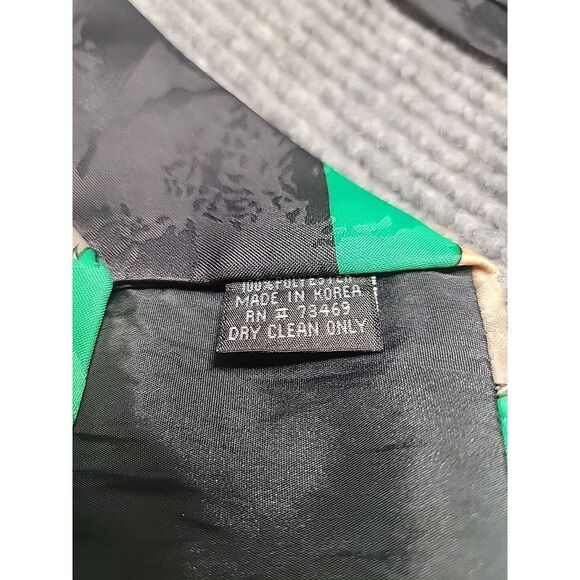 100% POLYESTER
MADE IN KOREA
RN # 73469
DRY CLEAN ONLY